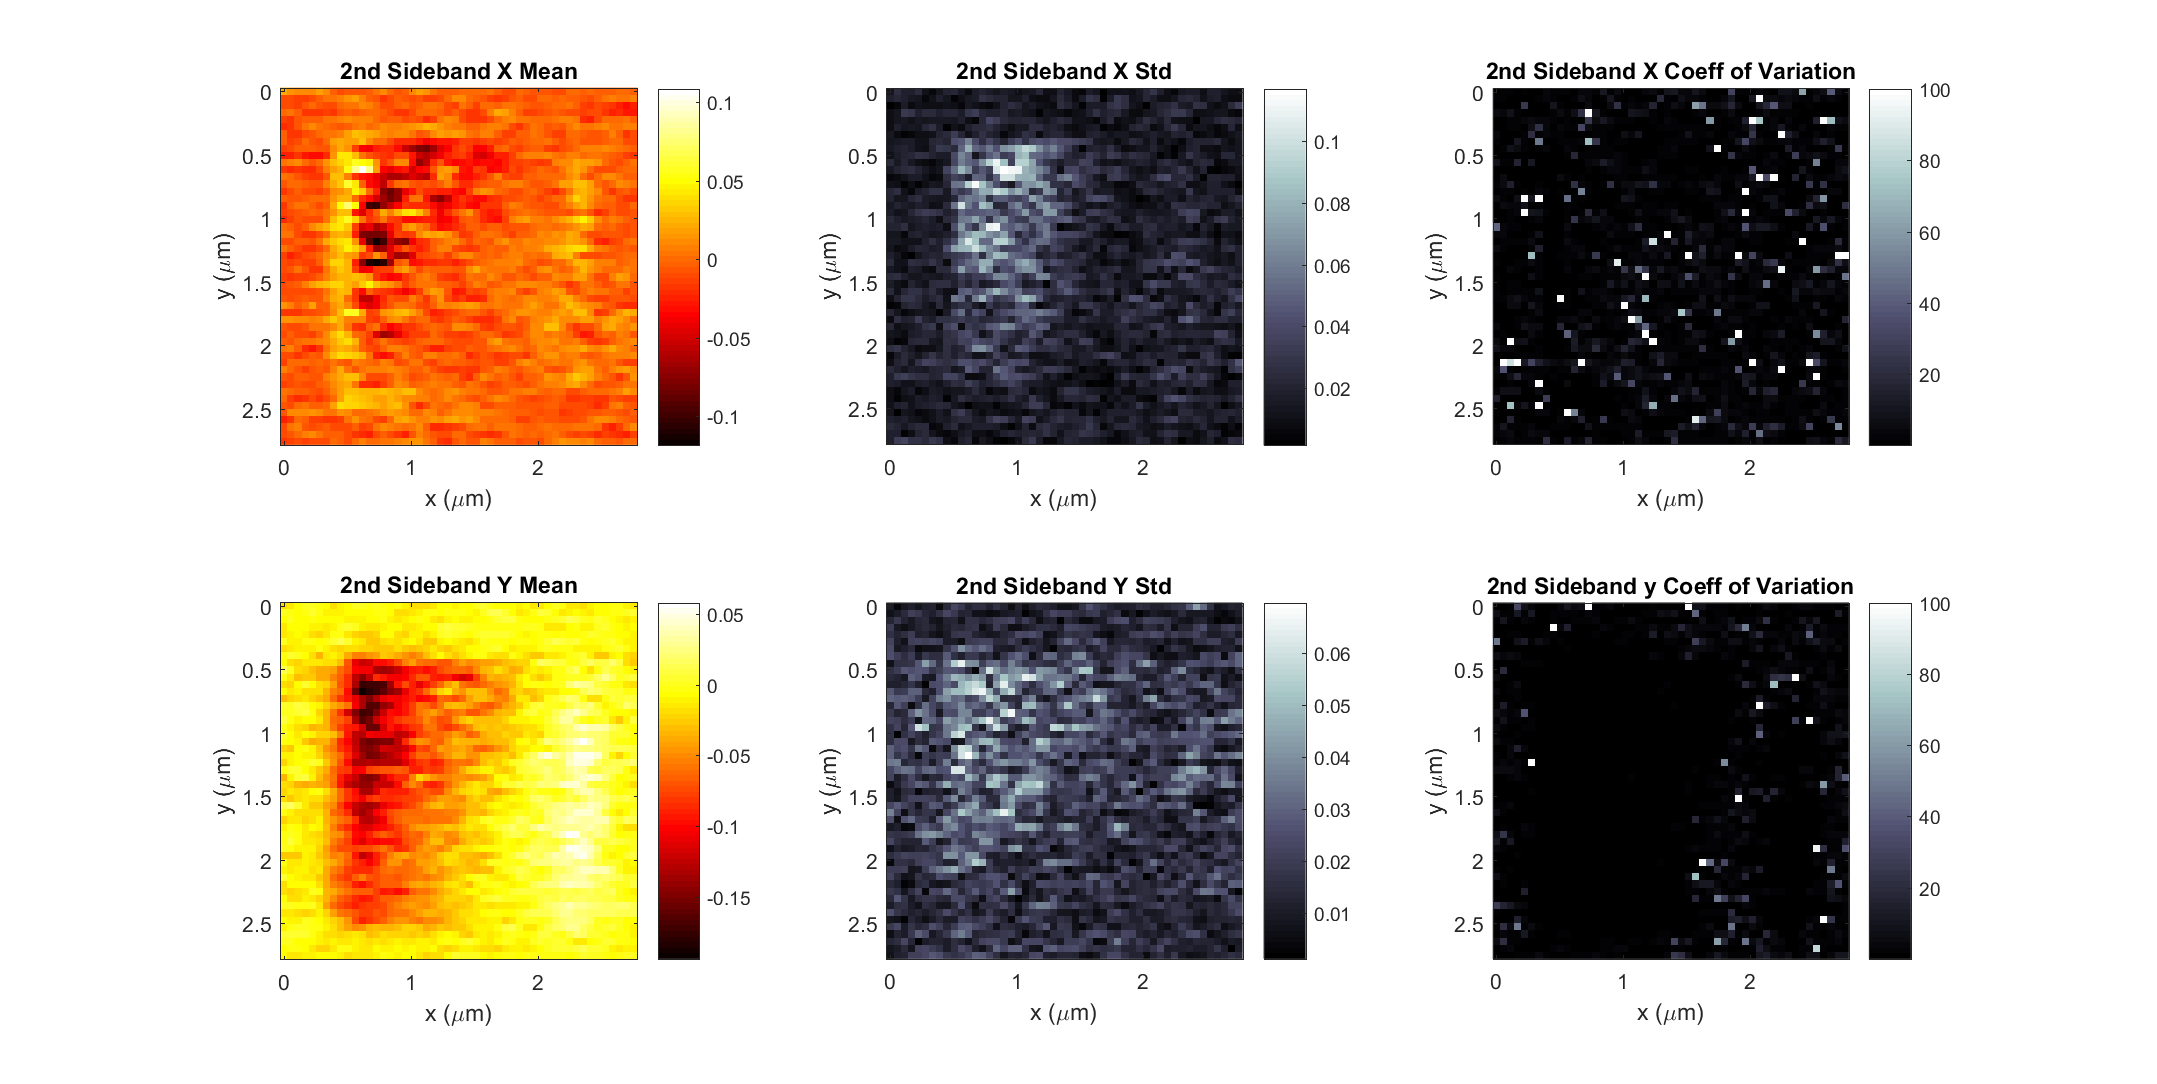 2nd Sideband X Mean
0
0.5
1
1.5
2
2.5
y (μm)
0 1 2
x (μm)
0.1
0.05
0
-0.05
-0.1
2nd Sideband X Std
0
0.5
1
1.5
2
2.5
y (μm)
0 1 2
x (μm)
0.1
0.08
0.06
0.04
0.02
2nd Sideband X Coeff of Variation
0
0.5
1
1.5
2
2.5
y (μm)
0 1 2
x (μm)
100
80
60
40
20
2nd Sideband Y Mean
0
0.5
1
1.5
2
2.5
y (μm)
0 1 2
x (μm)
0.05
0
-0.05
-0.1
-0.15
2nd Sideband Y Std
0
0.5
1
1.5
2
2.5
y (μm)
0 1 2
x (μm)
0.06
0.05
0.04
0.03
0.02
0.01
2nd Sideband y Coeff of Variation
0
0.5
1
1.5
2
2.5
y (μm)
0 1 2
x (μm)
100
80
60
40
20